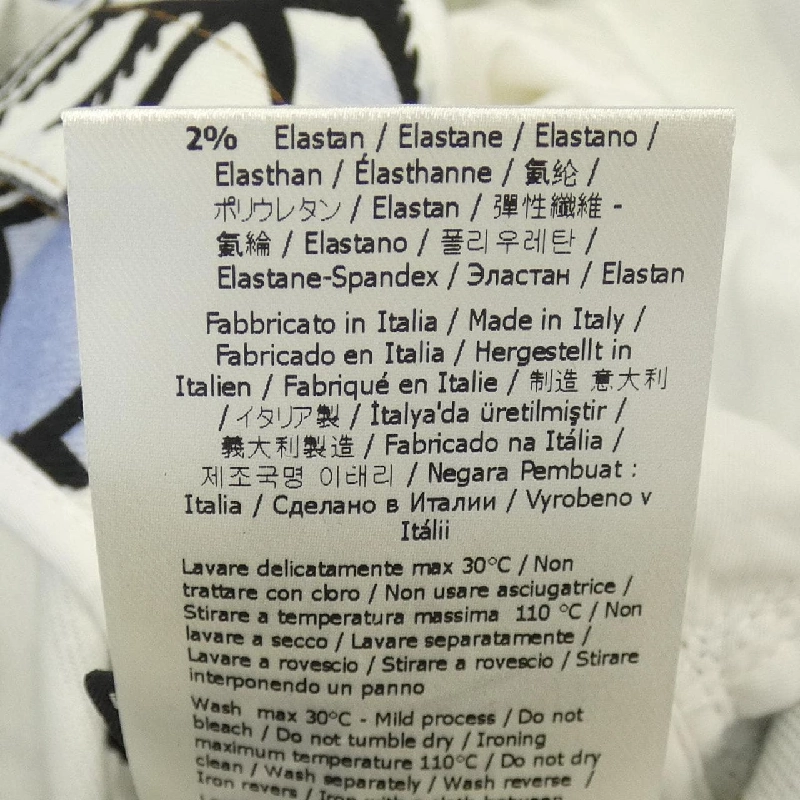 2% Elastan / Elastane / Elastano /
Elasthan / Élasthanne / 氨纶 /
ポリウレタン / Elastan / 彈性纖維 -
氨綸 / Elastano / 폴리우레탄 /
Elastane-Spandex / Эластан / Elastan
Fabbricato in Italia / Made in Italy /
Fabricado en Italia / Hergestellt in
Italien / Fabriqué en Italie / 制造 意大利
/ イタリア製 / İtalya'da üretilmiştir /
義大利製造 / Fabricado na Itália /
제조국명 이태리 / Negara Pembuat :
Italia / Сделано в Италии / Vyrobeno v
Itálii
Lavare delicatamente max 30°C / Non
trattare con cloro / Non usare asciugatrice /
Stirare a temperatura massima 110 °C / Non
lavare a secco / Lavare separatamente /
Lavare a rovescio / Stirare a rovescio / Stirare
interponendo un panno
Wash max 30°C - Mild process / Do not
bleach / Do not tumble dry / Ironing
maximum temperature 110°C / Do not dry
clean / Wash separately / Wash reverse /
Iron revers / Iron with a cloth between